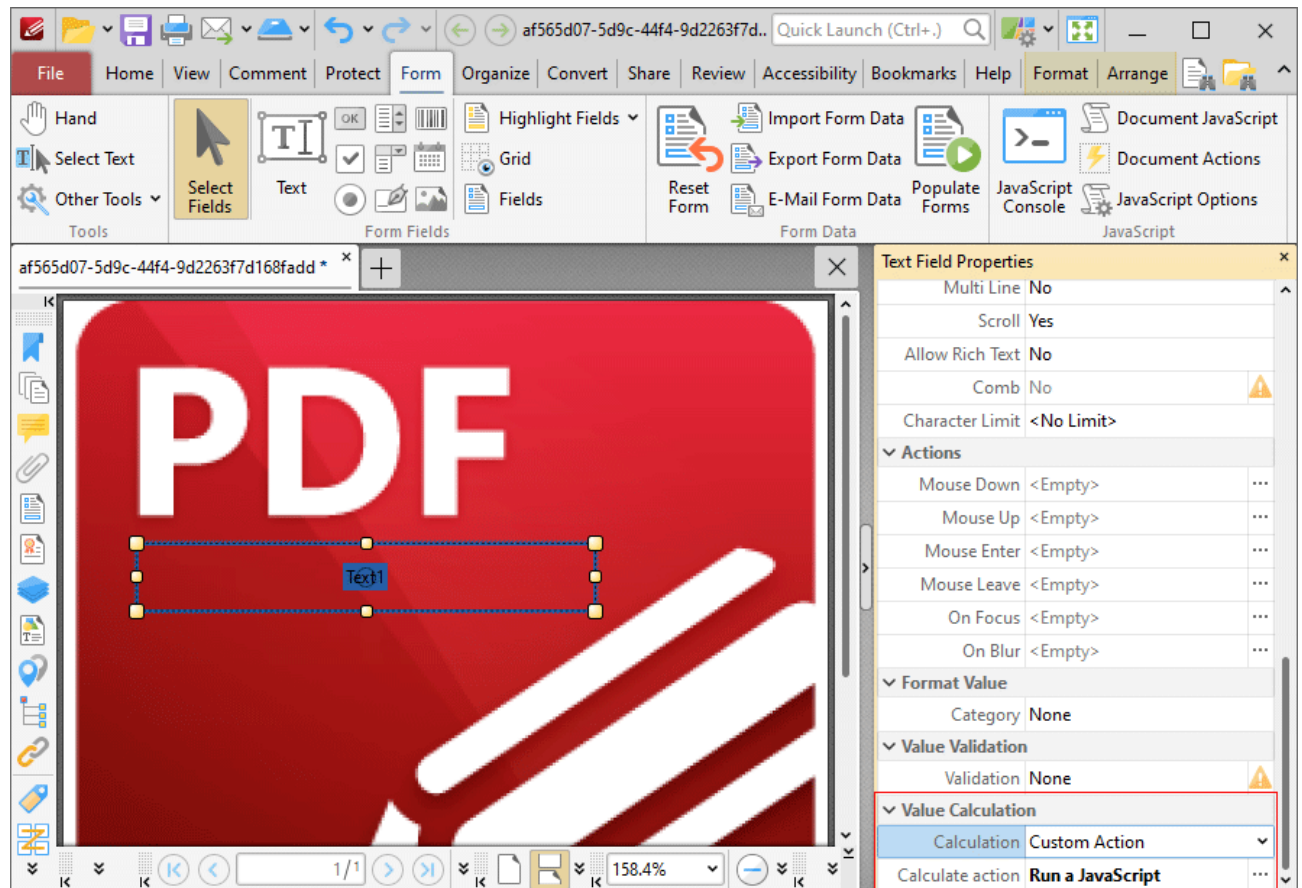 af565d07-5d9c-44f4-9d2263f7d.. Quick Launch (Ctrl+.)
File Home View Comment Protect Form Organize Convert Share Review Accessibility Bookmarks Help Format Arrange
Hand
Select Text
Other Tools
Tools
Select Fields
Text
OK
Highlight Fields
Grid
Fields
Form Fields
Reset Form
Import Form Data
Export Form Data
E-Mail Form Data
Populate Forms
Form Data
JavaScript Console
Document JavaScript
Document Actions
JavaScript Options
JavaScript
af565d07-5d9c-44f4-9d2263f7d168fadd *
PDF
Text1
1/1
158.4%
Text Field Properties
Multi Line No
Scroll Yes
Allow Rich Text No
Comb No
Character Limit <No Limit>
Actions
Mouse Down <Empty>
Mouse Up <Empty>
Mouse Enter <Empty>
Mouse Leave <Empty>
On Focus <Empty>
On Blur <Empty>
Format Value
Category None
Value Validation
Validation None
Value Calculation
Calculation Custom Action
Calculate action Run a JavaScript